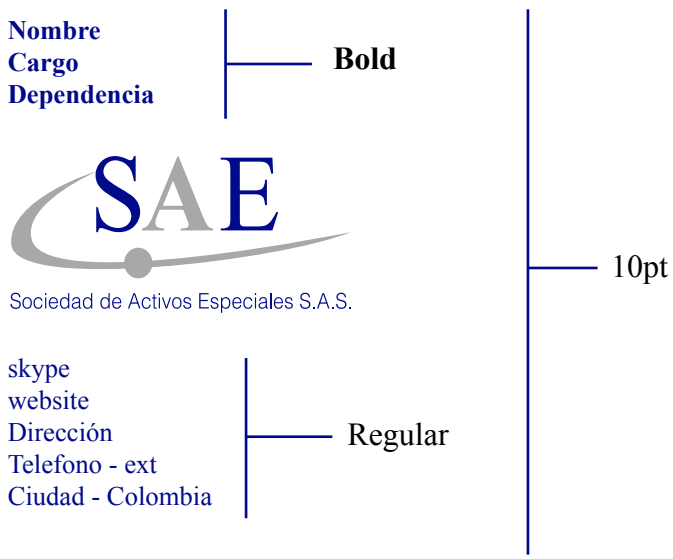 Nombre
Cargo
Dependencia
Bold
SAE
Sociedad de Activos Especiales S.A.S.
10pt
skype
website
Dirección
Telefono - ext
Ciudad - Colombia
Regular